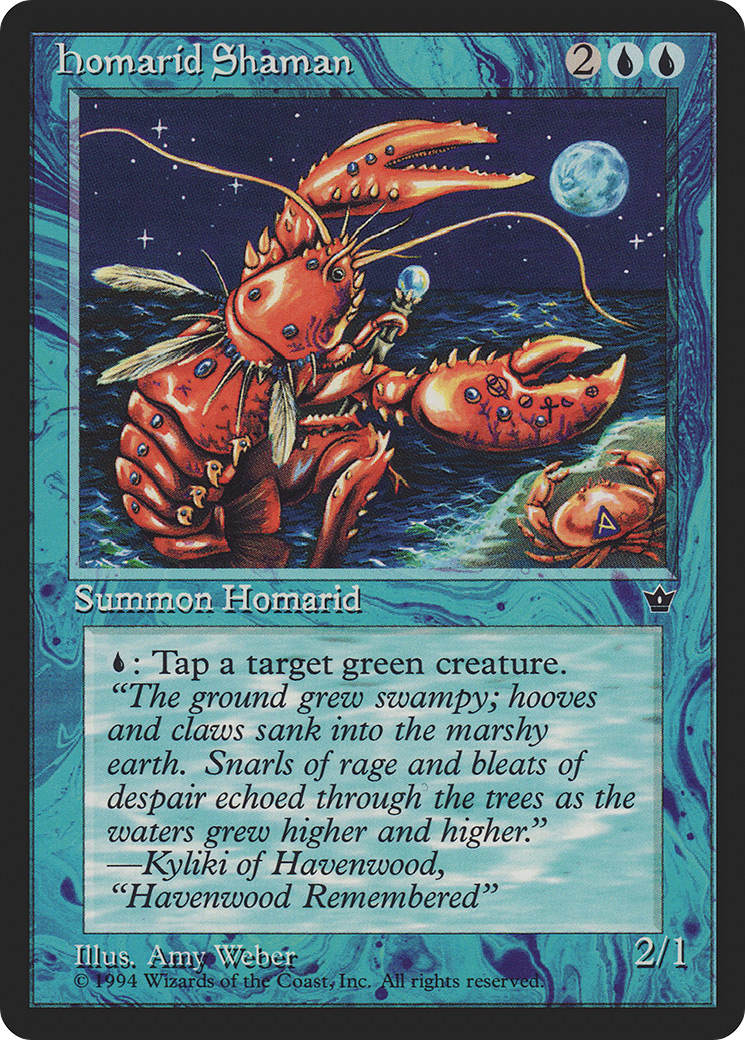 Homarid Shaman
2
: Tap a target green creature.
“The ground grew swampy; hooves
and claws sank into the marshy
earth. Snarls of rage and bleats of
despair echoed through the trees as the
waters grew higher and higher.”
—Kyliki of Havenwood,
“Havenwood Remembered”
Summon Homarid
Illus. Amy Weber
2/1
© 1994 Wizards of the Coast, Inc. All rights reserved.